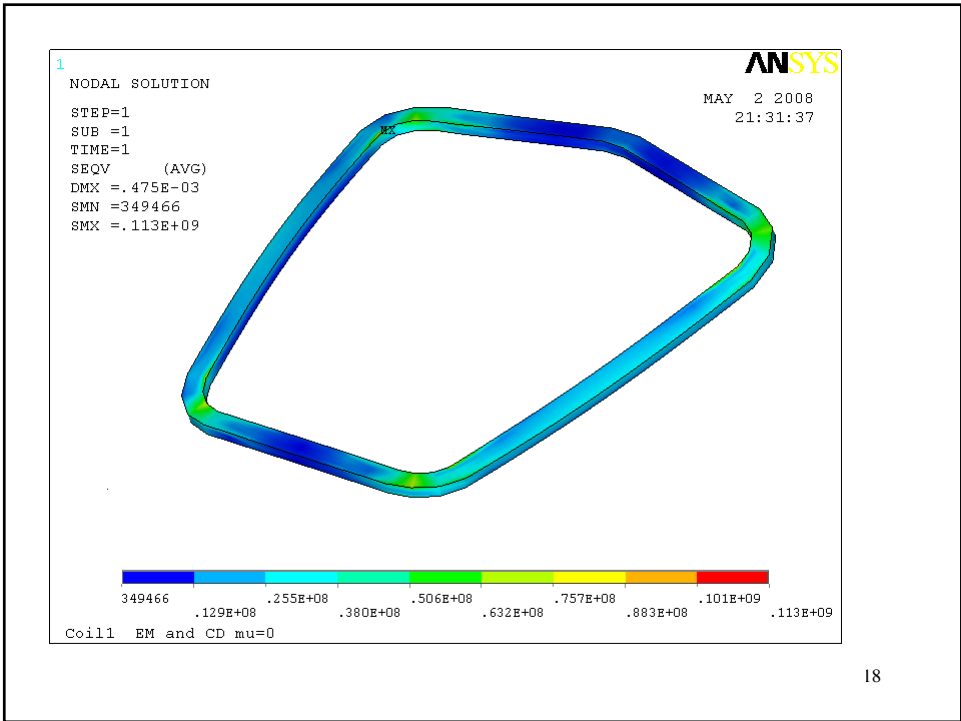 1
ANSYS
NODAL SOLUTION
MAY 2 2008
21:31:37
STEP=1
SUB =1
TIME=1
SEQV (AVG)
DMX =.475E-03
SMN =349466
SMX =.113E+09
MX
349466 .255E+08 .506E+08 .757E+08 .101E+09
.129E+08 .380E+08 .632E+08 .883E+08 .113E+09
Coil1 EM and CD mu=0
18